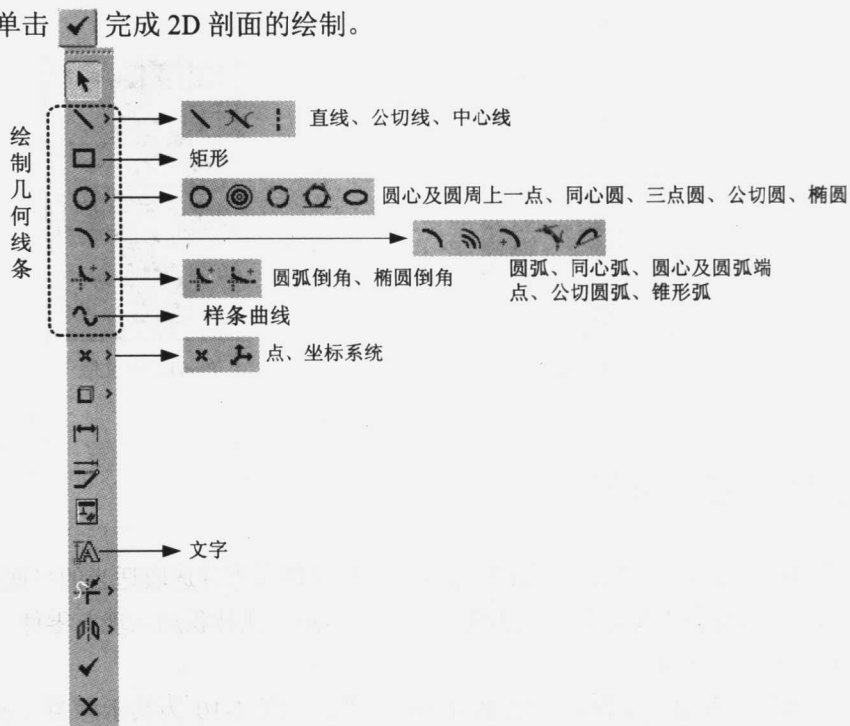 单击 ✓ 完成 2D 剖面的绘制。
绘制几何线条
直线、公切线、中心线
矩形
圆心及圆周上一点、同心圆、三点圆、公切圆、椭圆
圆弧、同心弧、圆心及圆弧端
点、公切圆弧、锥形弧
圆弧倒角、椭圆倒角
样条曲线
点、坐标系统
文字